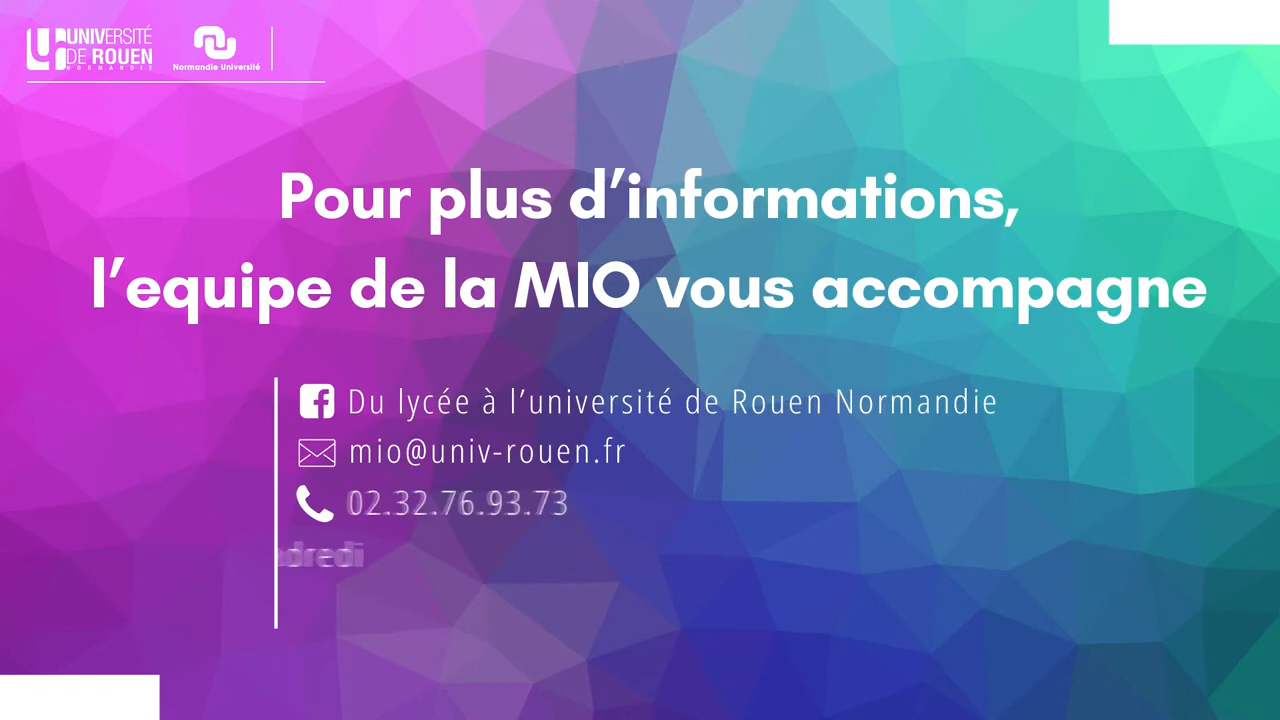 UNIVERSITÉ
DE ROUEN
NORMANDIE
Normandie Université
Pour plus d’informations,
l’equipe de la MIO vous accompagne
Du lycée à l’université de Rouen Normandie
mio@univ-rouen.fr
02.32.76.93.73